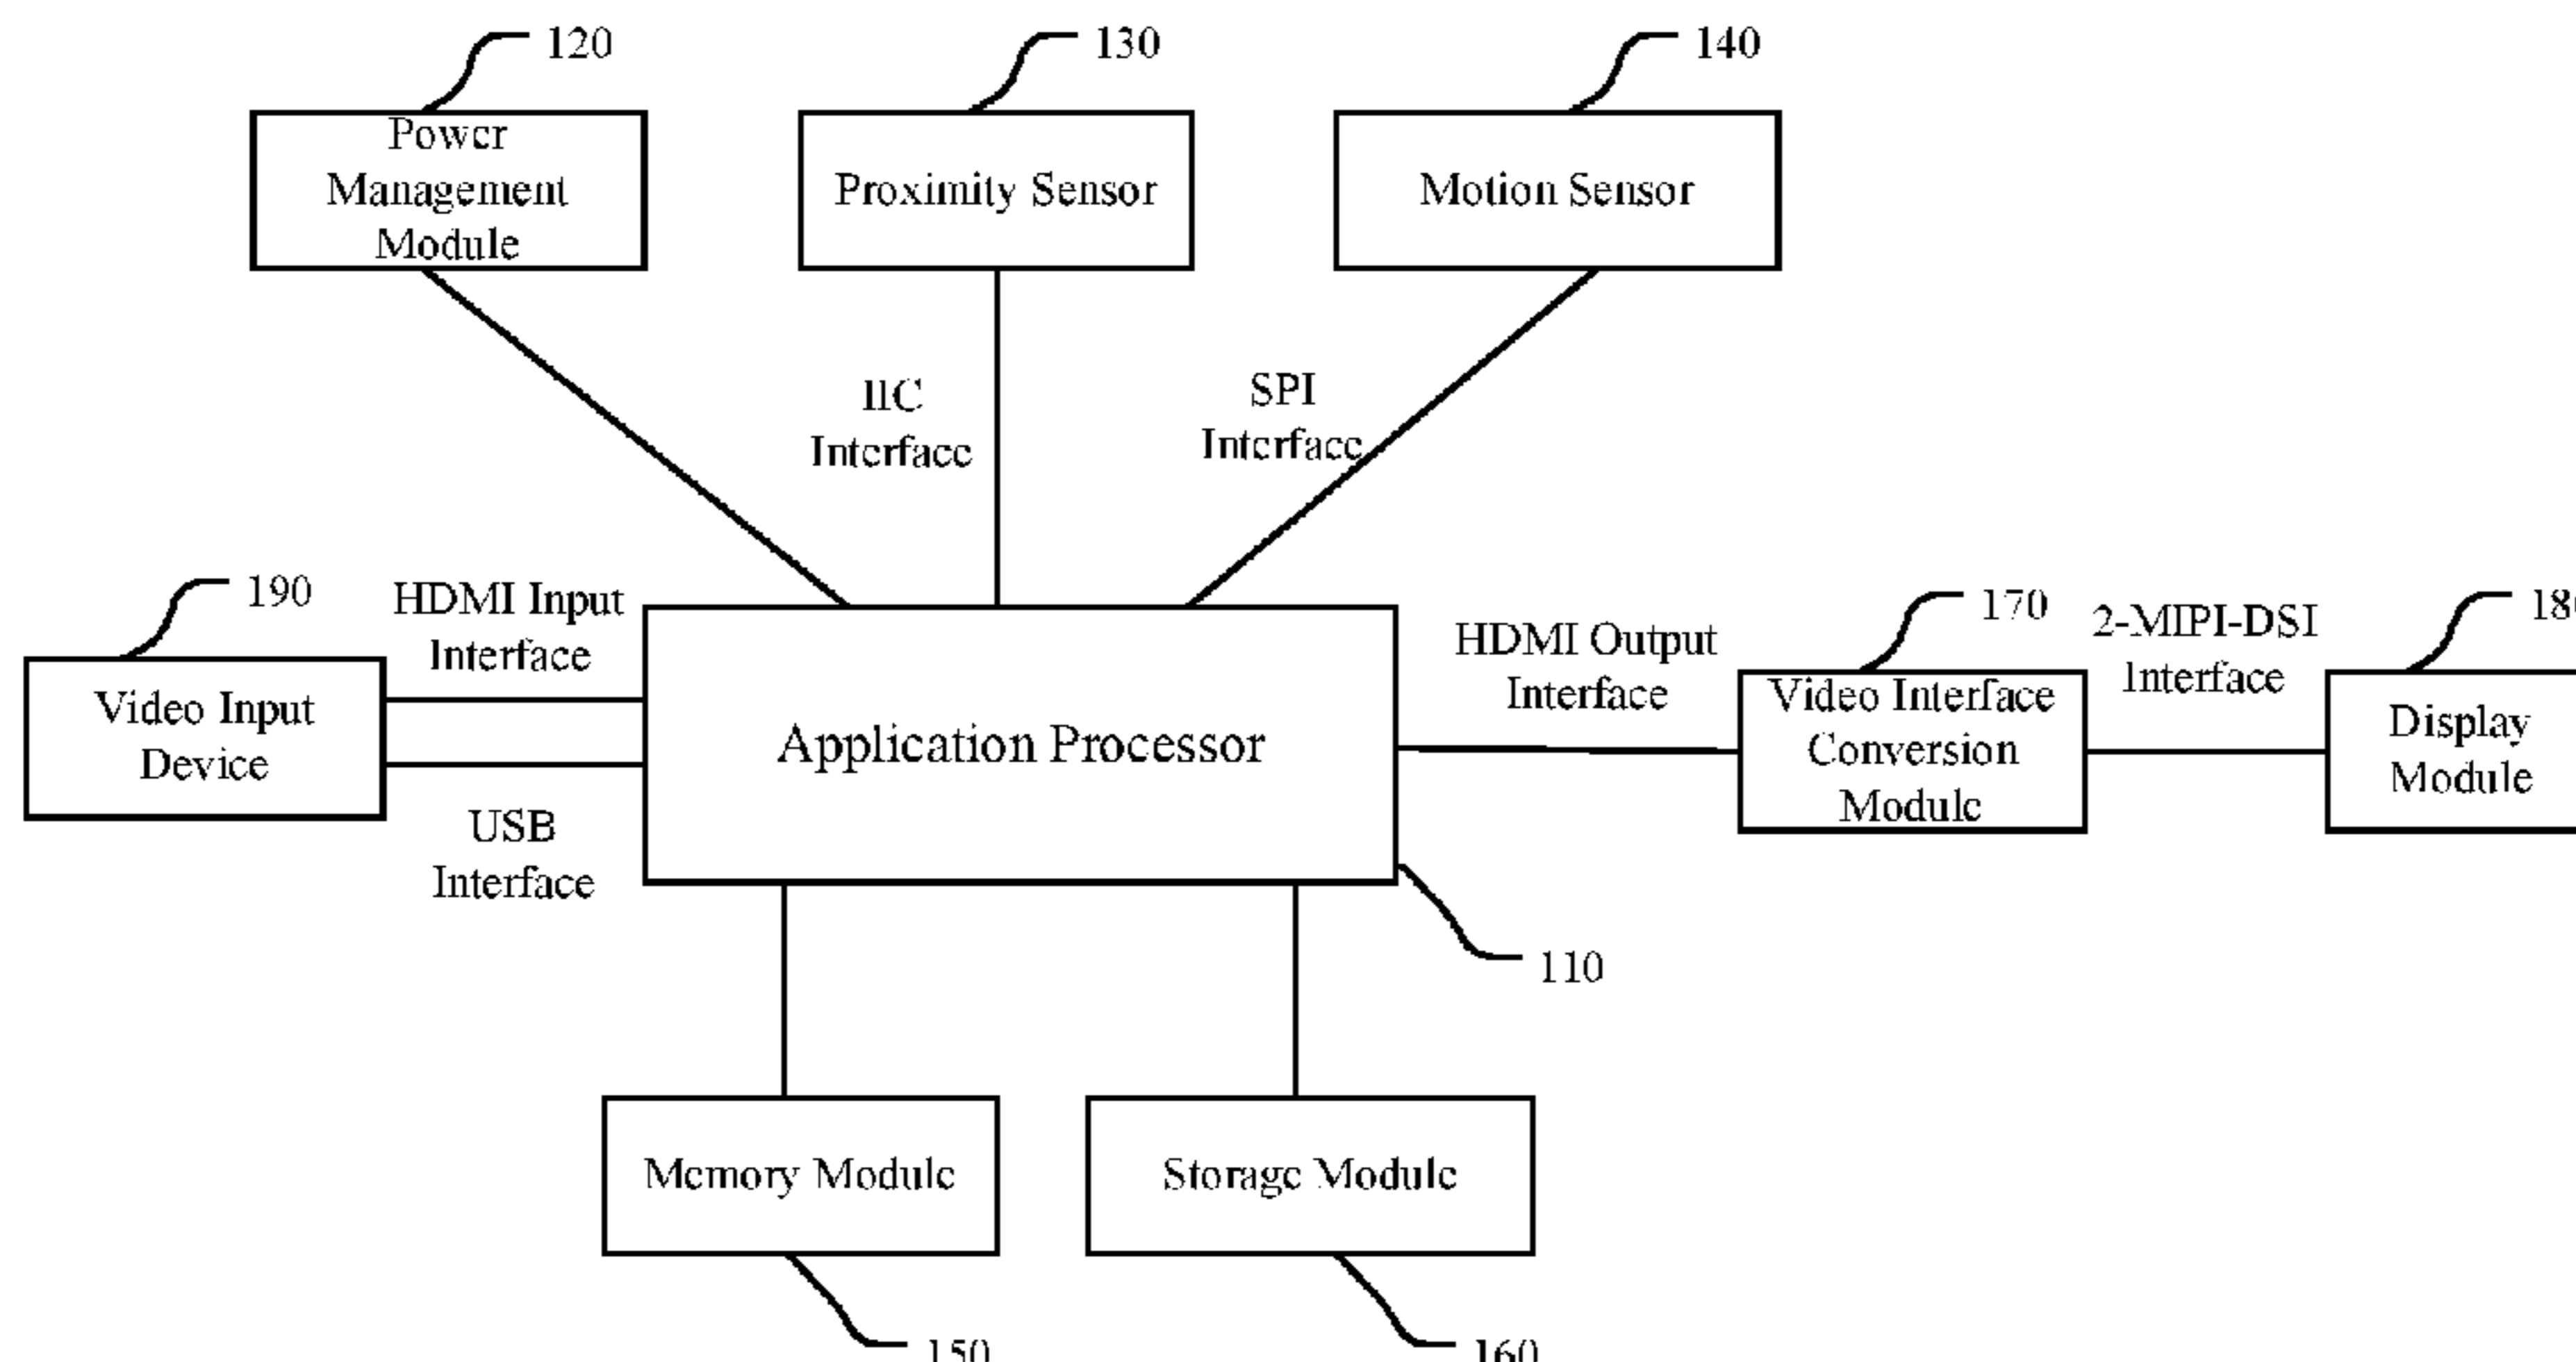 120
130
140
Power
Management
Module
Proximity Sensor
Motion Sensor
IIC
Interface
SPI
Interface
190
HDMI Input
Interface
Video Input
Device
USB
Interface
Application Processor
HDMI Output
Interface
170
Video Interface
Conversion
Module
2-MIPI-DSI
Interface
Display
Module
110
Memory Module
Storage Module
150
160